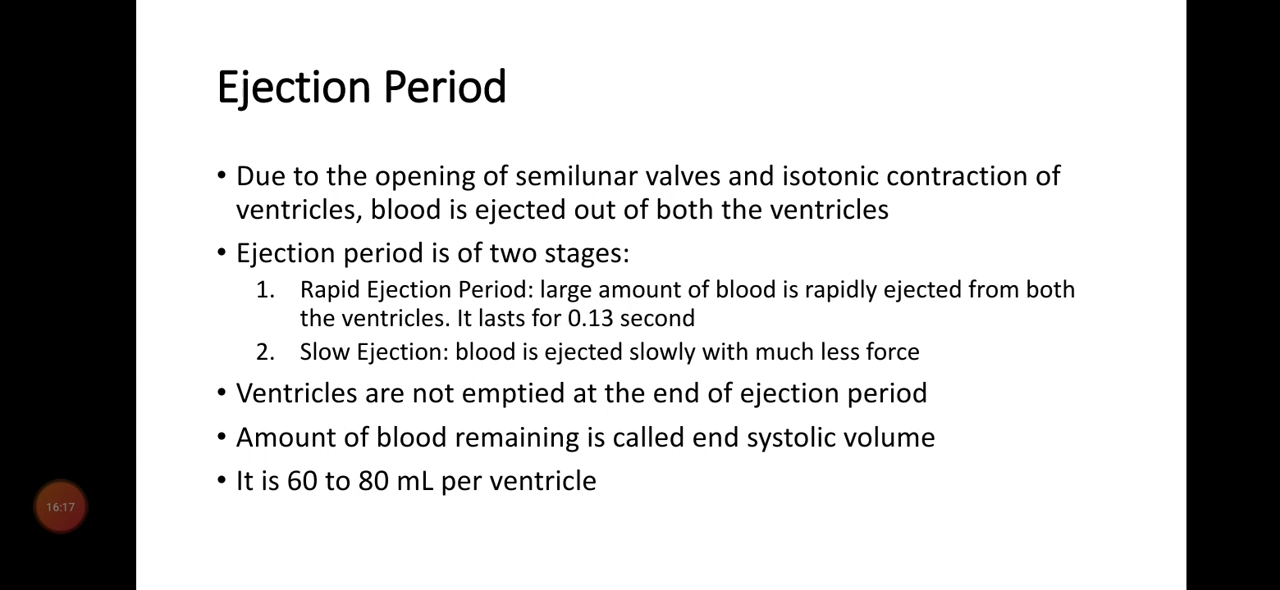 Ejection Period
• Due to the opening of semilunar valves and isotonic contraction of
ventricles, blood is ejected out of both the ventricles
• Ejection period is of two stages:
1. Rapid Ejection Period: large amount of blood is rapidly ejected from both
the ventricles. It lasts for 0.13 second
2. Slow Ejection: blood is ejected slowly with much less force
• Ventricles are not emptied at the end of ejection period
• Amount of blood remaining is called end systolic volume
• It is 60 to 80 mL per ventricle
16:17